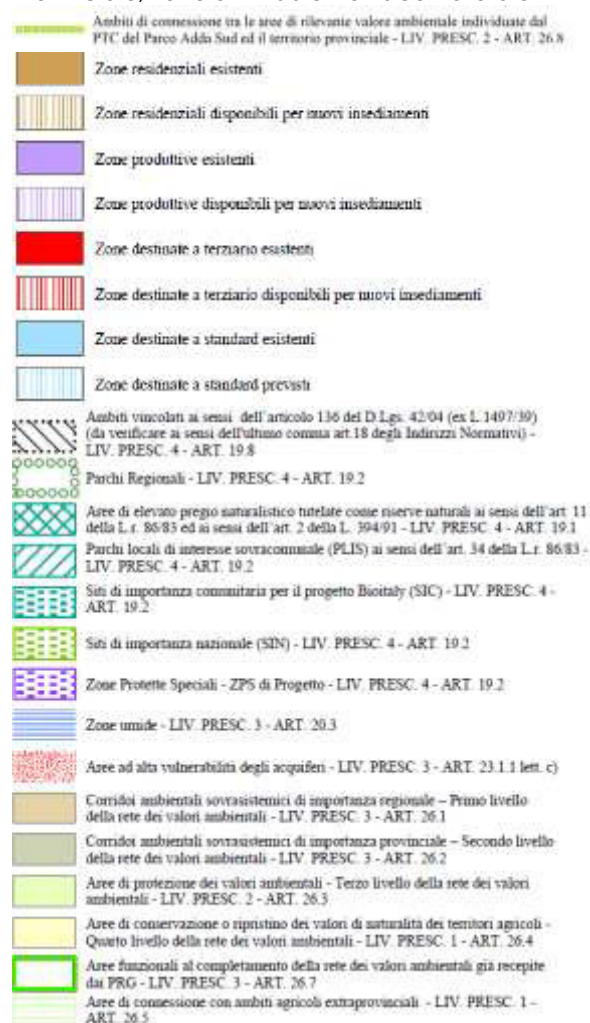 Ambiti di connessione tra le aree di rilevante valore ambientale individuate dal
PTC del Parco Adda Sud ed il territorio provinciale - LIV. PRESC. 2 - ART. 26.8
Zone residenziali esistenti
Zone residenziali disponibili per nuovi insediamenti
Zone produttive esistenti
Zone produttive disponibili per nuovi insediamenti
Zone destinate a terziario esistenti
Zone destinate a terziario disponibili per nuovi insediamenti
Zone destinate a standard esistenti
Zone destinate a standard previsti
Ambiti vincolati ai sensi dell'articolo 136 del D.Lgs. 42/04 (ex L. 1497/39)
(da verificare ai sensi dell'ultimo comma art.18 degli Indirizzi Normativi) -
LIV. PRESC. 4 - ART. 19.8
Parchi Regionali - LIV. PRESC. 4 - ART. 19.2
Aree di elevato pregio naturalistico tutelate come riserve naturali ai sensi dell'art. 11
della L.r. 86/83 ed ai sensi dell'art. 2 della L. 394/91 - LIV. PRESC. 4 - ART. 19.1
Parchi locali di interesse sovracomunale (PLIS) ai sensi dell'art. 34 della L.r. 86/83 -
LIV. PRESC. 4 - ART. 19.2
Siti di importanza comunitaria per il progetto Bioitaly (SIC) - LIV. PRESC. 4 -
ART. 19.2
Siti di importanza nazionale (SIN) - LIV. PRESC. 4 - ART. 19.2
Zone Protette Speciali - ZPS di Progetto - LIV. PRESC. 4 - ART. 19.2
Zone umide - LIV. PRESC. 3 - ART. 20.3
Aree ad alta vulnerabilità degli acquiferi - LIV. PRESC. 3 - ART. 23.1.1 lett. c)
Corridoi ambientali sovrasistemici di importanza regionale – Primo livello
della rete dei valori ambientali - LIV. PRESC. 3 - ART. 26.1
Corridoi ambientali sovrasistemici di importanza provinciale – Secondo livello
della rete dei valori ambientali - LIV. PRESC. 3 - ART. 26.2
Aree di protezione dei valori ambientali - Terzo livello della rete dei valori
ambientali - LIV. PRESC. 2 - ART. 26.3
Aree di conservazione o ripristino dei valori di naturalità dei territori agricoli -
Quarto livello della rete dei valori ambientali - LIV. PRESC. 1 - ART. 26.4
Aree funzionali al completamento della rete dei valori ambientali già recepite
dai PRG - LIV. PRESC. 3 - ART. 26.7
Aree di connessione con ambiti agricoli extraprovinciali - LIV. PRESC. 1 -
ART. 26.5